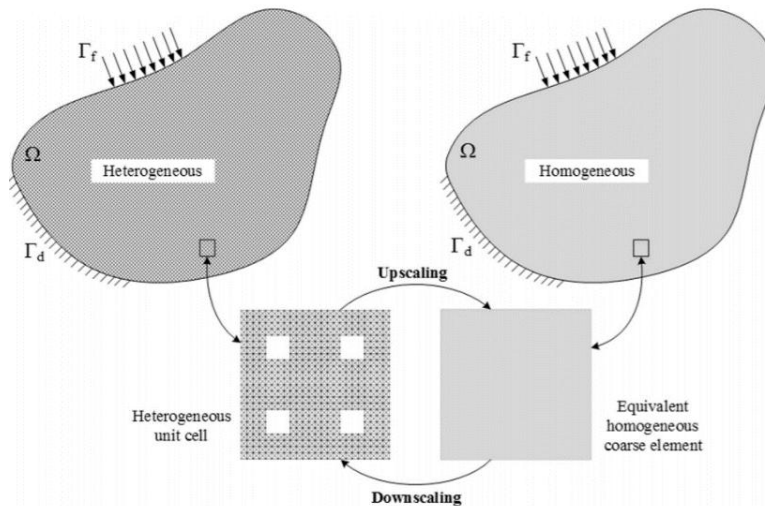 Γf
Γf
Ω
Heterogeneous
Ω
Homogeneous
Γd
Γd
Upscaling
Heterogeneous
unit cell
Equivalent
homogeneous
coarse element
Downscaling